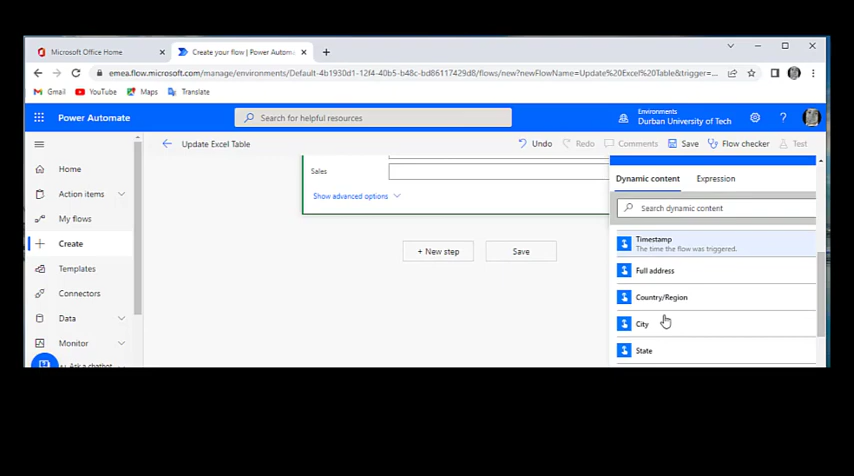 Microsoft Office Home
Create your flow | Power Automa
emea.flow.microsoft.com/manage/environments/Default-4b1930d1-12f4-40b5-b48c-bd86117429d8/flows/new?newFlowName=Update%20Excel%20Table&trigger=...
Gmail
YouTube
Maps
Translate
Power Automate
Search for helpful resources
Environments
Durban University of Tech
Update Excel Table
Undo
Redo
Comments
Save
Flow checker
Test
Home
Action items
My flows
Create
Templates
Connectors
Data
Monitor
Ask a chatbot
Sales
Show advanced options
+ New step
Save
Dynamic content
Expression
Search dynamic content
Timestamp
The time the flow was triggered.
Full address
Country/Region
City
State